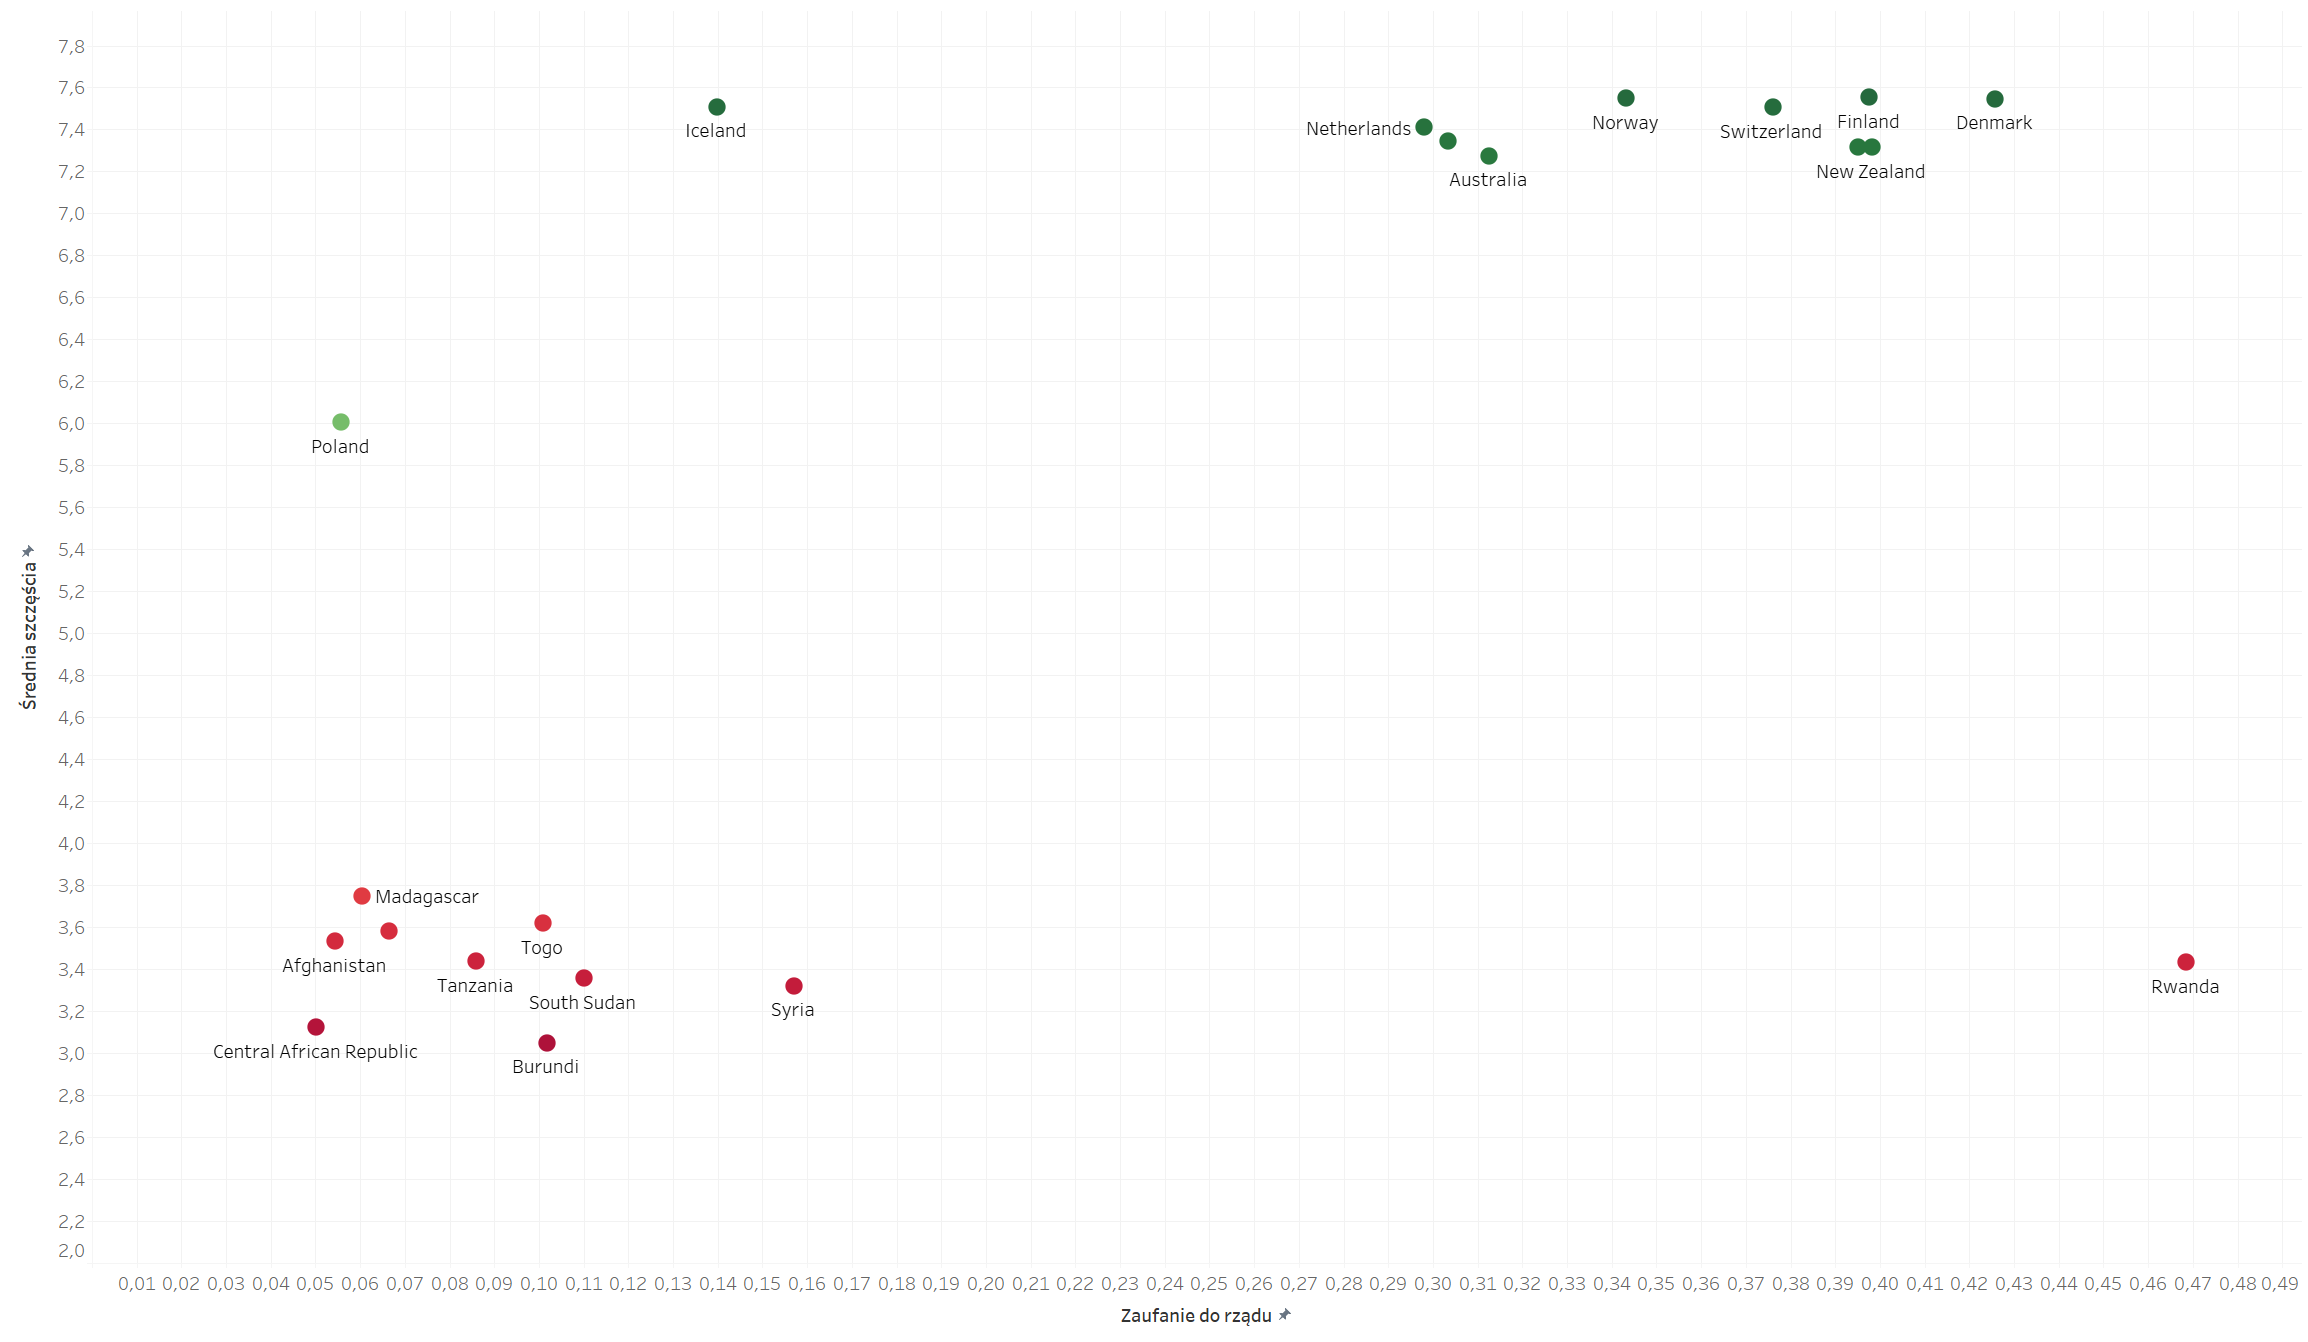 7,8
7,6
7,4
7,2
7,0
6,8
6,6
6,4
6,2
6,0
5,8
5,6
5,4
5,2
5,0
4,8
4,6
4,4
4,2
4,0
3,8
3,6
3,4
3,2
3,0
2,8
2,6
2,4
2,2
2,0
Średnia szczęścia
Iceland
Netherlands
Australia
Norway
Switzerland
Finland
New Zealand
Denmark
Poland
Madagascar
Afghanistan
Togo
Tanzania
South Sudan
Syria
Rwanda
Central African Republic
Burundi
0,01 0,02 0,03 0,04 0,05 0,06 0,07 0,08 0,09 0,10 0,11 0,12 0,13 0,14 0,15 0,16 0,17 0,18 0,19 0,20 0,21 0,22 0,23 0,24 0,25 0,26 0,27 0,28 0,29 0,30 0,31 0,32 0,33 0,34 0,35 0,36 0,37 0,38 0,39 0,40 0,41 0,42 0,43 0,44 0,45 0,46 0,47 0,48 0,49
Zaufanie do rządu